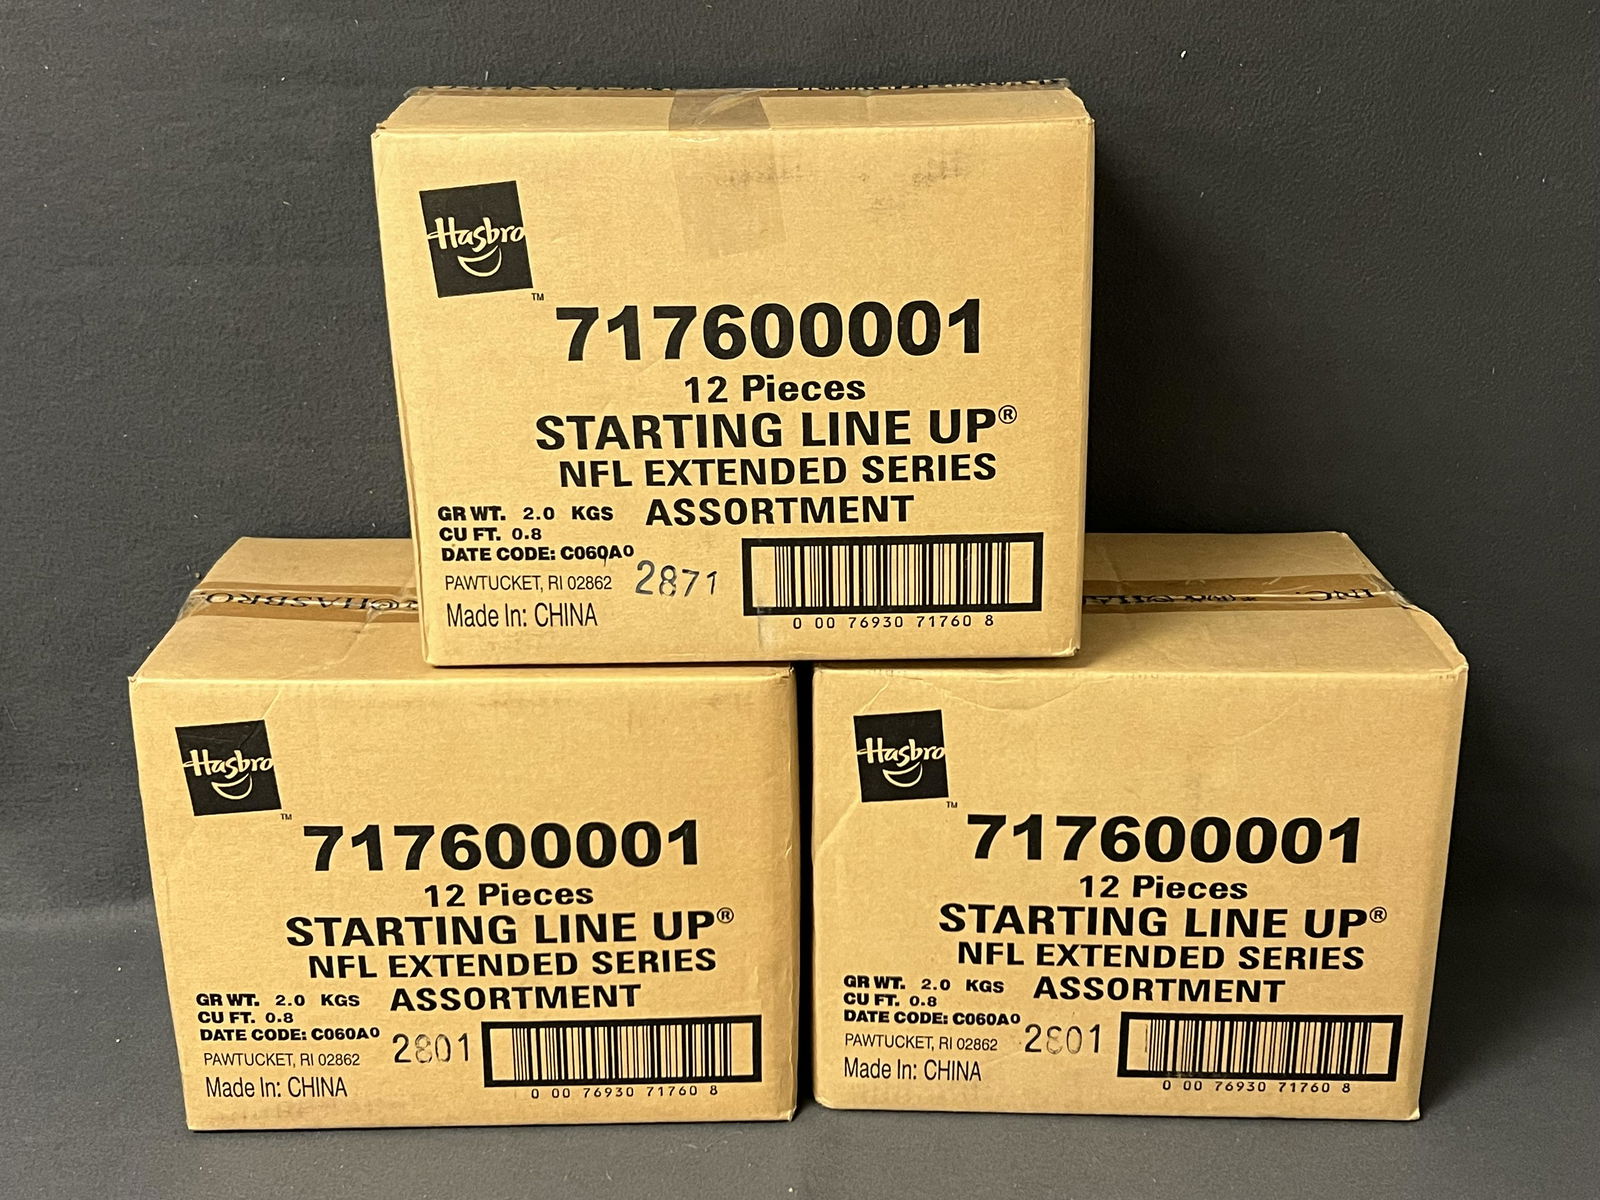 Hasbro
TM
717600001
12 Pieces
STARTING LINE UP®
NFL EXTENDED SERIES
ASSORTMENT
GR WT. 2.0 KGS
CU FT. 0.8
DATE CODE: C060A0
PAWTUCKET, RI 02862
2871
Made In: CHINA
0 00 76930 71760 8
HASBRO
INC.
Hasbro
TM
717600001
12 Pieces
STARTING LINE UP®
NFL EXTENDED SERIES
ASSORTMENT
GR WT. 2.0 KGS
CU FT. 0.8
DATE CODE: C060A0
PAWTUCKET, RI 02862
2801
Made In: CHINA
0 00 76930 71760 8
Hasbro
TM
717600001
12 Pieces
STARTING LINE UP®
NFL EXTENDED SERIES
ASSORTMENT
GR WT. 2.0 KGS
CU FT. 0.8
DATE CODE: C060A0
PAWTUCKET, RI 02862
2801
Made In: CHINA
0 00 76930 71760 8